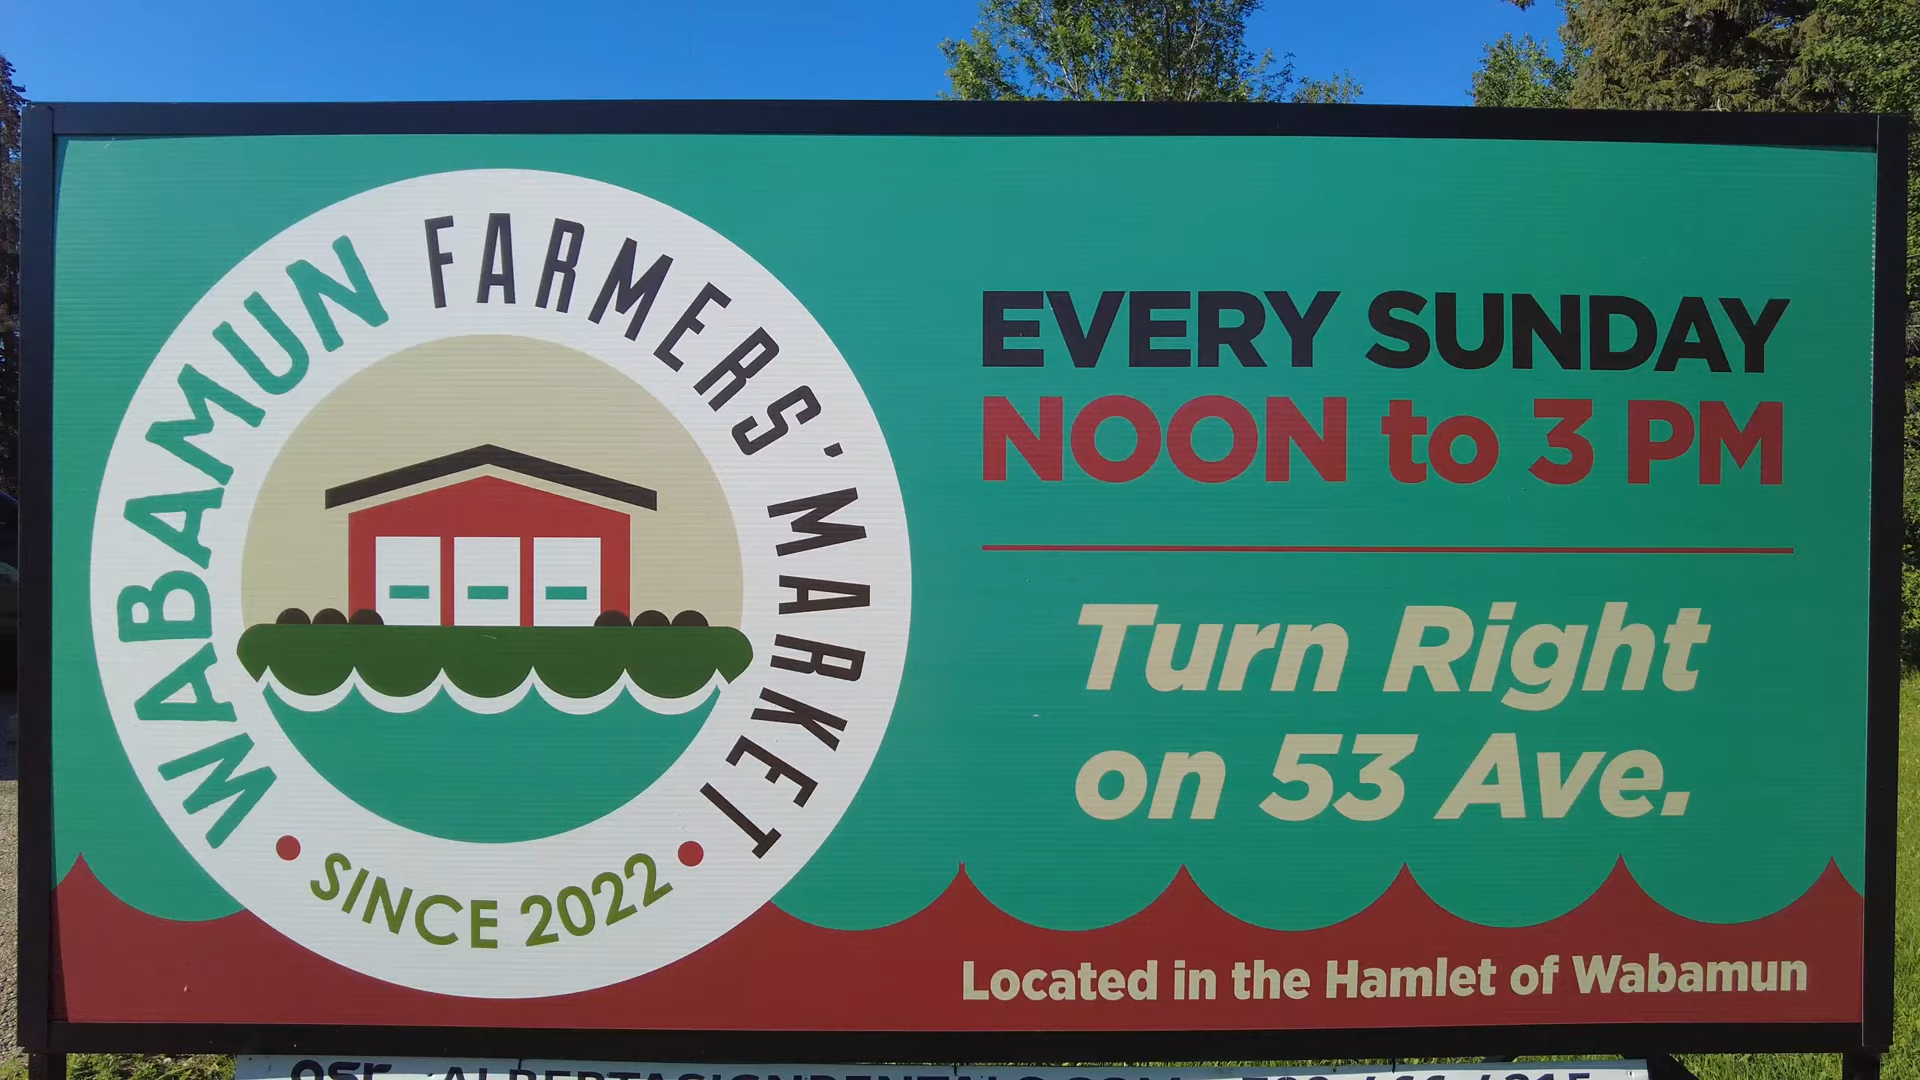 WABAMUN FARMERS' MARKET
• SINCE 2022 •
EVERY SUNDAY
NOON to 3 PM
Turn Right
on 53 Ave.
Located in the Hamlet of Wabamun